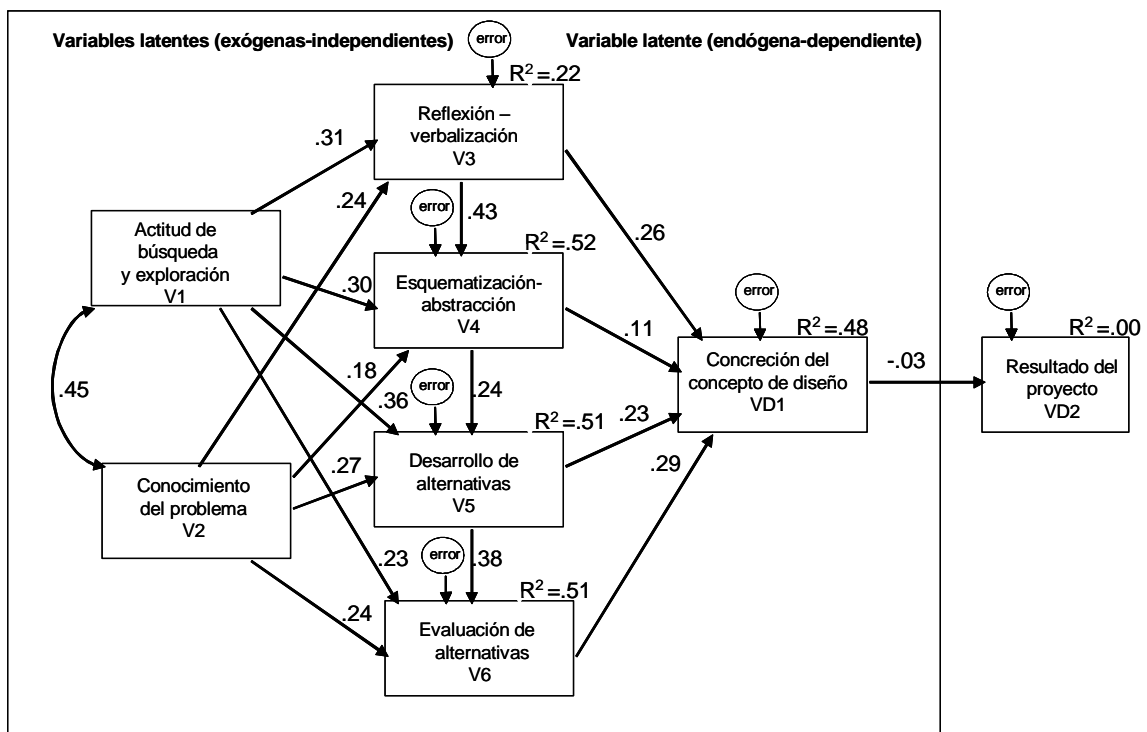 Variables latentes (exógenas-independientes)
Variable latente (endógena-dependiente)
error
R²=.22
Reflexión –
verbalización
V3
.31
.24
error
.43
Actitud de
búsqueda
y exploración
V1
R²=.52
.26
.30
Esquematización-
abstracción
V4
error
error
.11
R²=.48
R²=.00
.18
Concreción del
concepto de diseño
VD1
-.03
Resultado del
proyecto
VD2
.45
.36
error
.24
R²=.51
.23
Desarrollo de
alternativas
V5
.29
.27
Conocimiento
del problema
V2
.23
error
.38
R²=.51
.24
Evaluación de
alternativas
V6